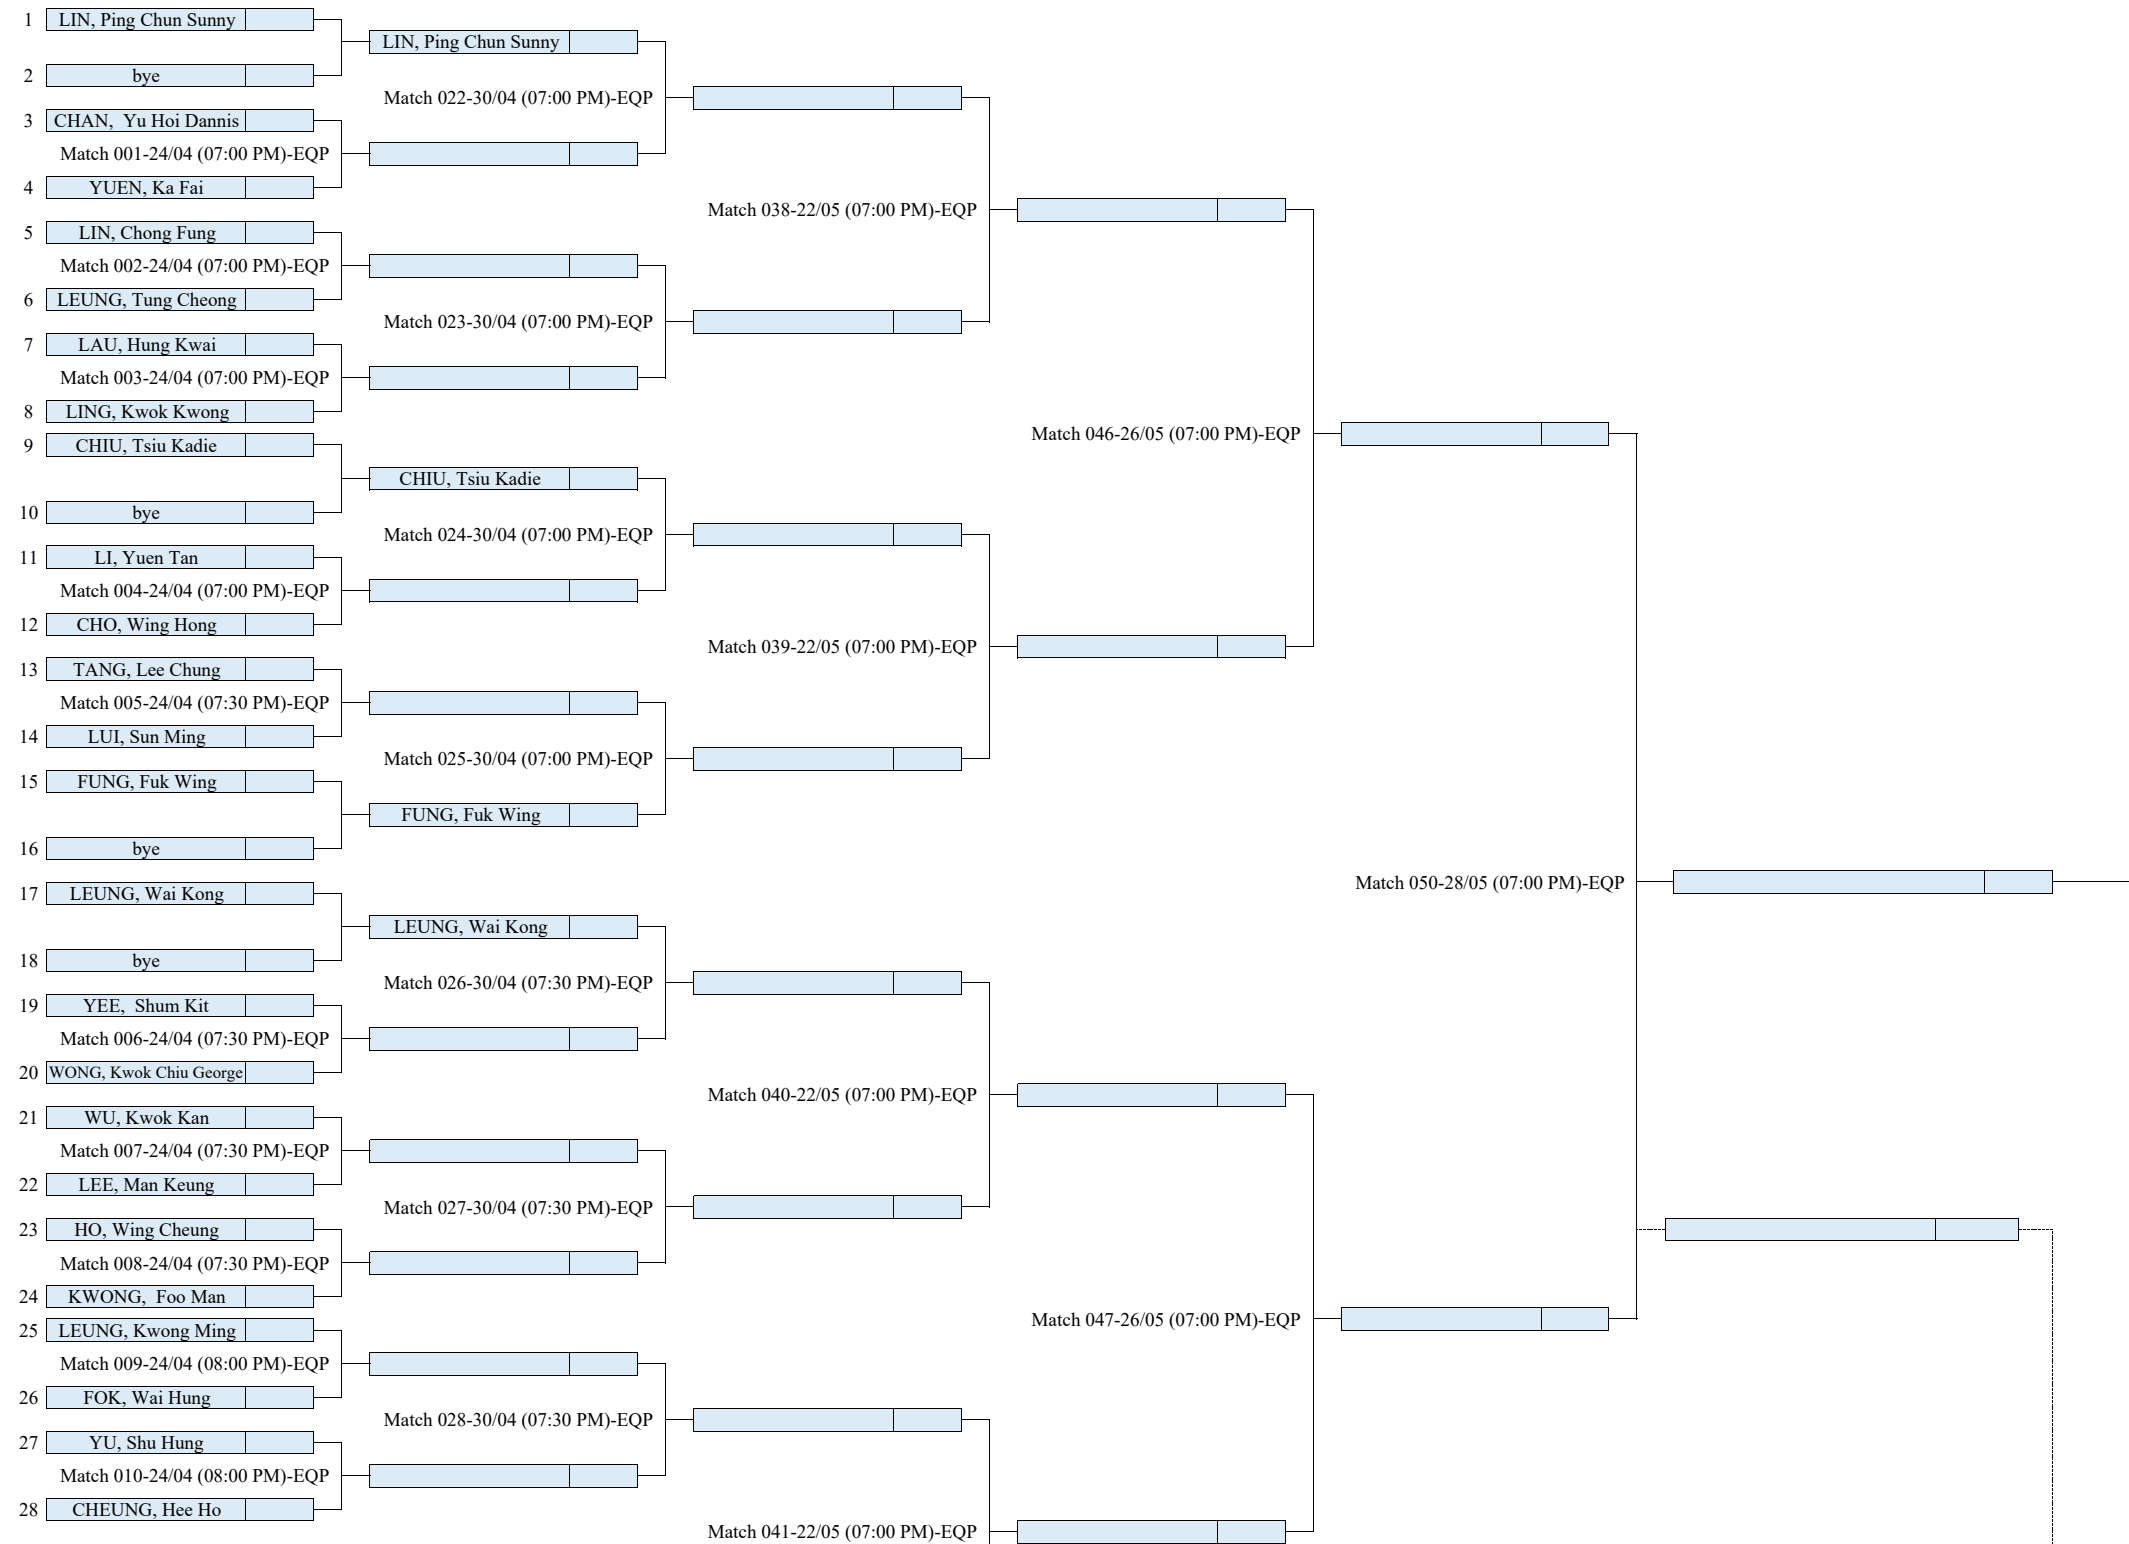 1 LIN, Ping Chun Sunny
LIN, Ping Chun Sunny
2 bye
Match 022-30/04 (07:00 PM)-EQP
3 CHAN,  Yu Hoi Dannis
Match 001-24/04 (07:00 PM)-EQP
4 YUEN, Ka Fai
Match 038-22/05 (07:00 PM)-EQP
5 LIN, Chong Fung
Match 002-24/04 (07:00 PM)-EQP
6 LEUNG, Tung Cheong
Match 023-30/04 (07:00 PM)-EQP
7 LAU, Hung Kwai
Match 003-24/04 (07:00 PM)-EQP
8 LING, Kwok Kwong
Match 046-26/05 (07:00 PM)-EQP
9 CHIU, Tsiu Kadie
CHIU, Tsiu Kadie
10 bye
Match 024-30/04 (07:00 PM)-EQP
11 LI, Yuen Tan
Match 004-24/04 (07:00 PM)-EQP
12 CHO, Wing Hong
Match 039-22/05 (07:00 PM)-EQP
13 TANG, Lee Chung
Match 005-24/04 (07:30 PM)-EQP
14 LUI, Sun Ming
Match 025-30/04 (07:00 PM)-EQP
15 FUNG, Fuk Wing
FUNG, Fuk Wing
16 bye
Match 050-28/05 (07:00 PM)-EQP
17 LEUNG, Wai Kong
LEUNG, Wai Kong
18 bye
Match 026-30/04 (07:30 PM)-EQP
19 YEE,  Shum Kit
Match 006-24/04 (07:30 PM)-EQP
20 WONG, Kwok Chiu George
Match 040-22/05 (07:00 PM)-EQP
21 WU, Kwok Kan
Match 007-24/04 (07:30 PM)-EQP
22 LEE, Man Keung
Match 027-30/04 (07:30 PM)-EQP
23 HO, Wing Cheung
Match 008-24/04 (07:30 PM)-EQP
24 KWONG,  Foo Man
Match 047-26/05 (07:00 PM)-EQP
25 LEUNG, Kwong Ming
Match 009-24/04 (08:00 PM)-EQP
26 FOK, Wai Hung
Match 028-30/04 (07:30 PM)-EQP
27 YU, Shu Hung
Match 010-24/04 (08:00 PM)-EQP
28 CHEUNG, Hee Ho
Match 041-22/05 (07:00 PM)-EQP